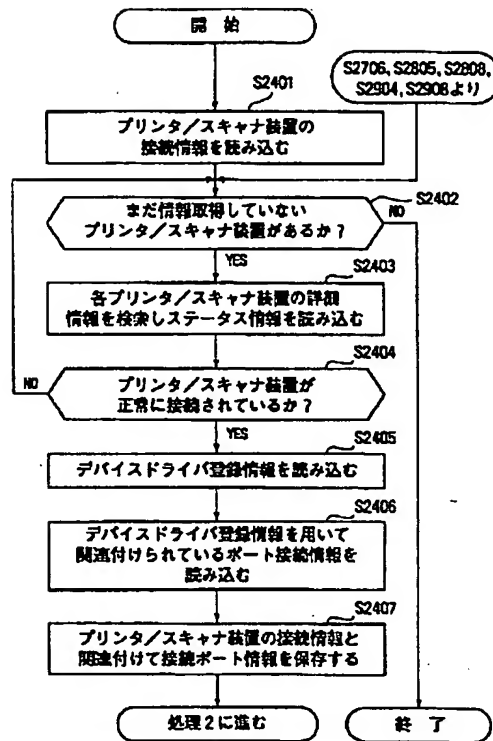 開始
S2706, S2805, S2808,
S2904, S2908より
S2401
プリンタ／スキャナ装置の
接続情報を読み込む
S2402
まだ情報取得していない
プリンタ／スキャナ装置があるか？
NO
YES
S2403
各プリンタ／スキャナ装置の詳細
情報を検索しステータス情報を読み込む
S2404
NO
プリンタ／スキャナ装置が
正常に接続されているか？
YES
S2405
デバイスドライバ登録情報を読み込む
S2406
デバイスドライバ登録情報を用いて
関連付けられているポート接続情報を
読み込む
S2407
プリンタ／スキャナ装置の接続情報と
関連付けて接続ポート情報を保存する
処理2に進む
終了